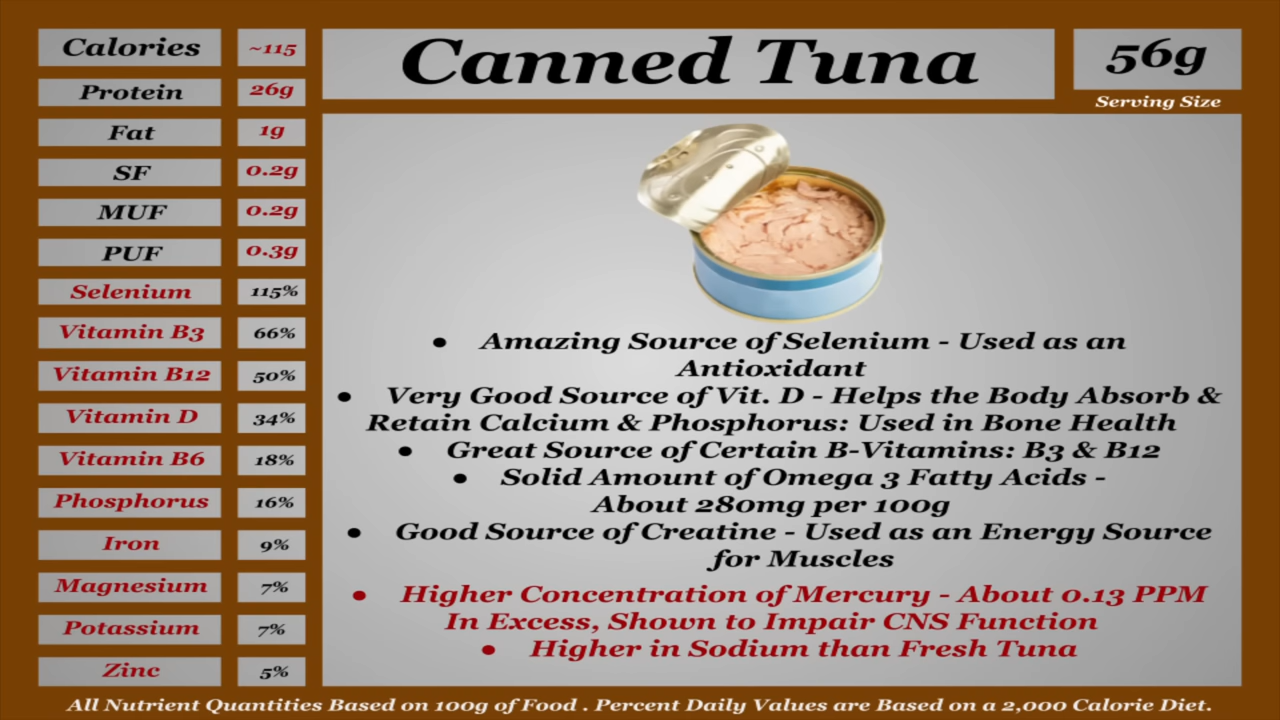 Calories ~115
Protein 26g
Fat 1g
SF 0.2g
MUF 0.2g
PUF 0.3g
Selenium 115%
Vitamin B3 66%
Vitamin B12 50%
Vitamin D 34%
Vitamin B6 18%
Phosphorus 16%
Iron 9%
Magnesium 7%
Potassium 7%
Zinc 5%
Canned Tuna
56g
Serving Size
● Amazing Source of Selenium - Used as an
Antioxidant
● Very Good Source of Vit. D - Helps the Body Absorb &
Retain Calcium & Phosphorus: Used in Bone Health
● Great Source of Certain B-Vitamins: B3 & B12
● Solid Amount of Omega 3 Fatty Acids -
About 280mg per 100g
● Good Source of Creatine - Used as an Energy Source
for Muscles
● Higher Concentration of Mercury - About 0.13 PPM
In Excess, Shown to Impair CNS Function
● Higher in Sodium than Fresh Tuna
All Nutrient Quantities Based on 100g of Food . Percent Daily Values are Based on a 2,000 Calorie Diet.